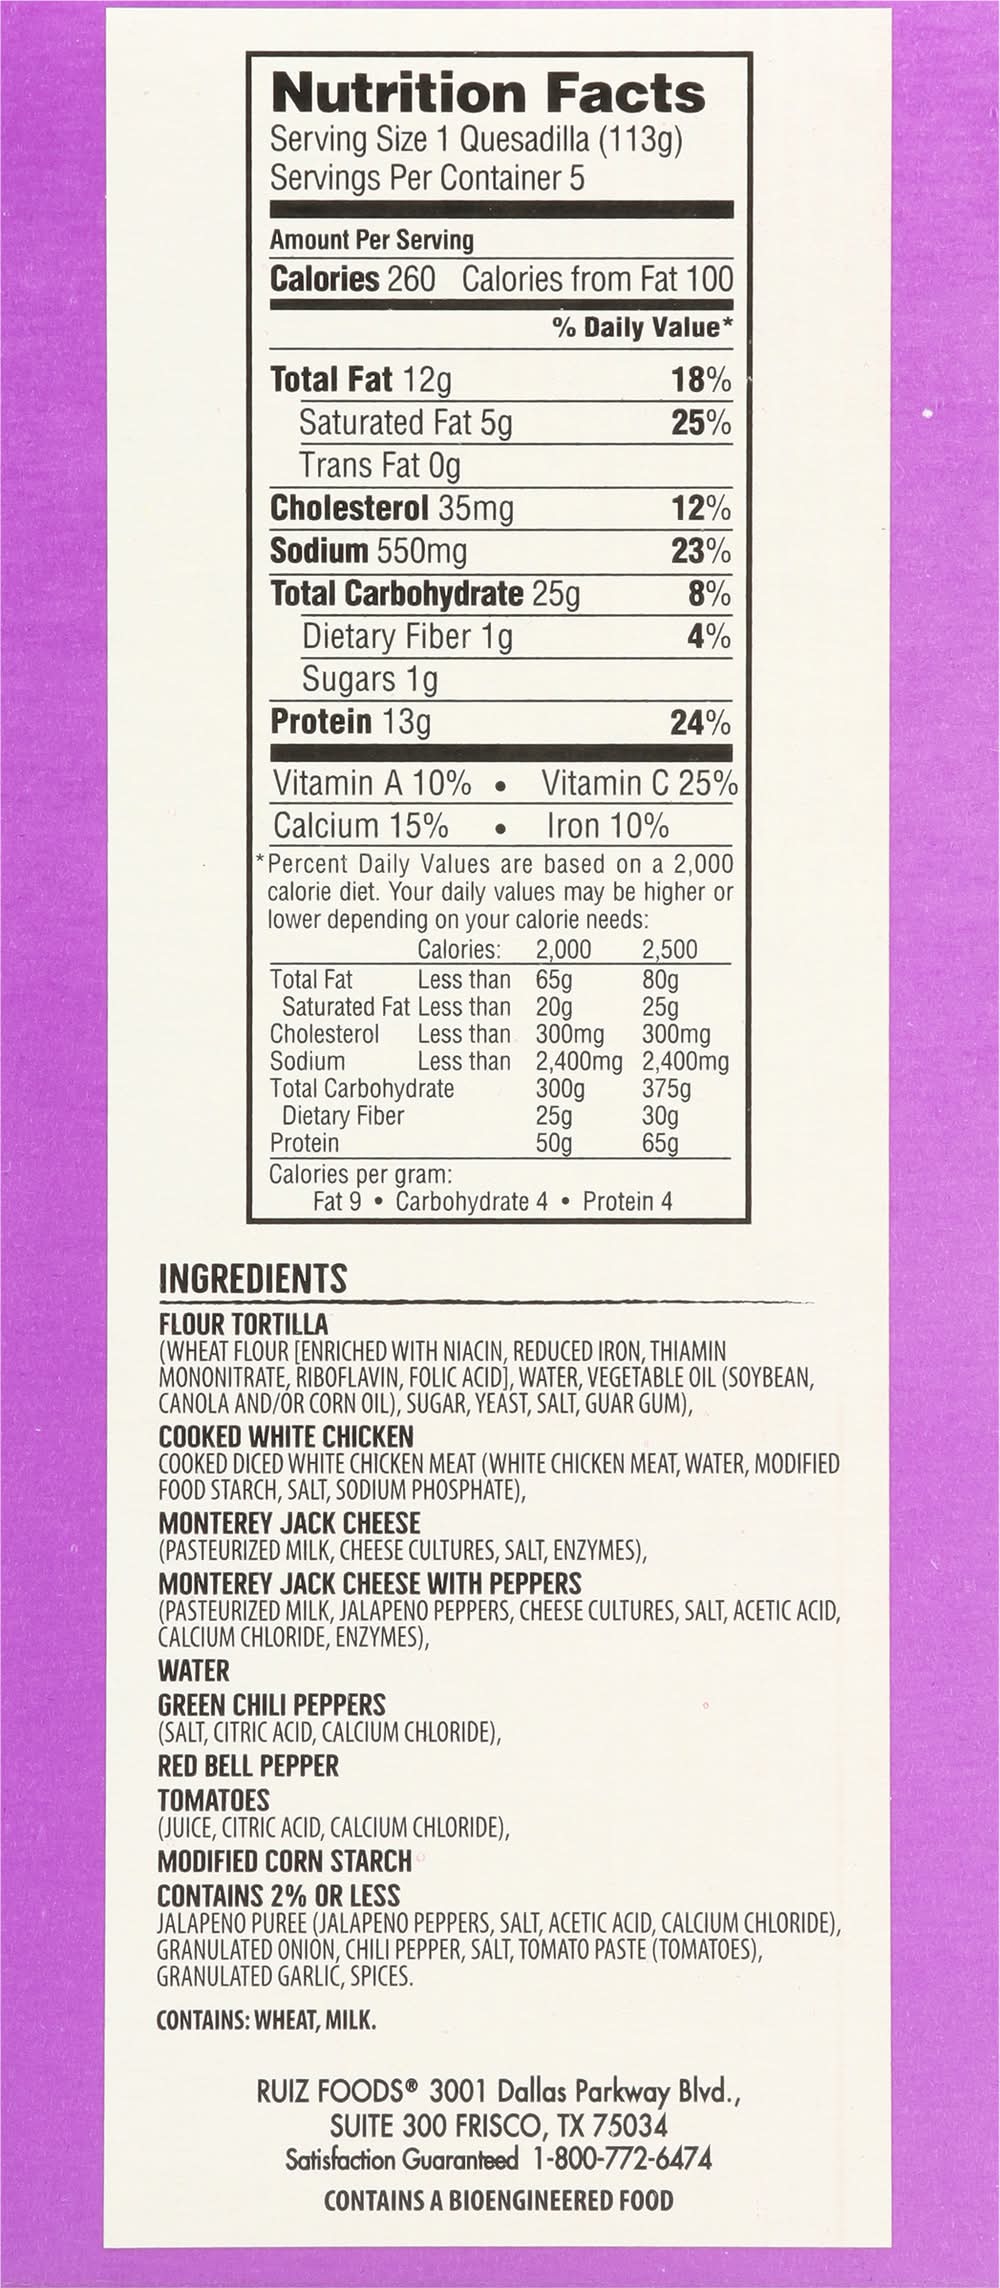 Nutrition Facts
Serving Size 1 Quesadilla (113g)
Servings Per Container 5
Amount Per Serving
Calories 260 Calories from Fat 100
% Daily Value*
Total Fat 12g 18%
Saturated Fat 5g 25%
Trans Fat 0g
Cholesterol 35mg 12%
Sodium 550mg 23%
Total Carbohydrate 25g 8%
Dietary Fiber 1g 4%
Sugars 1g
Protein 13g 24%
Vitamin A 10% • Vitamin C 25%
Calcium 15% • Iron 10%
*Percent Daily Values are based on a 2,000
calorie diet. Your daily values may be higher or
lower depending on your calorie needs:
Calories: 2,000 2,500
Total Fat Less than 65g 80g
Saturated Fat Less than 20g 25g
Cholesterol Less than 300mg 300mg
Sodium Less than 2,400mg 2,400mg
Total Carbohydrate 300g 375g
Dietary Fiber 25g 30g
Protein 50g 65g
Calories per gram:
Fat 9 • Carbohydrate 4 • Protein 4
INGREDIENTS
FLOUR TORTILLA
(WHEAT FLOUR [ENRICHED WITH NIACIN, REDUCED IRON, THIAMIN
MONONITRATE, RIBOFLAVIN, FOLIC ACID], WATER, VEGETABLE OIL (SOYBEAN,
CANOLA AND/OR CORN OIL), SUGAR, YEAST, SALT, GUAR GUM),
COOKED WHITE CHICKEN
COOKED DICED WHITE CHICKEN MEAT (WHITE CHICKEN MEAT, WATER, MODIFIED
FOOD STARCH, SALT, SODIUM PHOSPHATE),
MONTEREY JACK CHEESE
(PASTEURIZED MILK, CHEESE CULTURES, SALT, ENZYMES),
MONTEREY JACK CHEESE WITH PEPPERS
(PASTEURIZED MILK, JALAPENO PEPPERS, CHEESE CULTURES, SALT, ACETIC ACID,
CALCIUM CHLORIDE, ENZYMES),
WATER
GREEN CHILI PEPPERS
(SALT, CITRIC ACID, CALCIUM CHLORIDE),
RED BELL PEPPER
TOMATOES
(JUICE, CITRIC ACID, CALCIUM CHLORIDE),
MODIFIED CORN STARCH
CONTAINS 2% OR LESS
JALAPENO PUREE (JALAPENO PEPPERS, SALT, ACETIC ACID, CALCIUM CHLORIDE),
GRANULATED ONION, CHILI PEPPER, SALT, TOMATO PASTE (TOMATOES),
GRANULATED GARLIC, SPICES.
CONTAINS: WHEAT, MILK.
RUIZ FOODS® 3001 Dallas Parkway Blvd.,
SUITE 300 FRISCO, TX 75034
Satisfaction Guaranteed 1-800-772-6474
CONTAINS A BIOENGINEERED FOOD